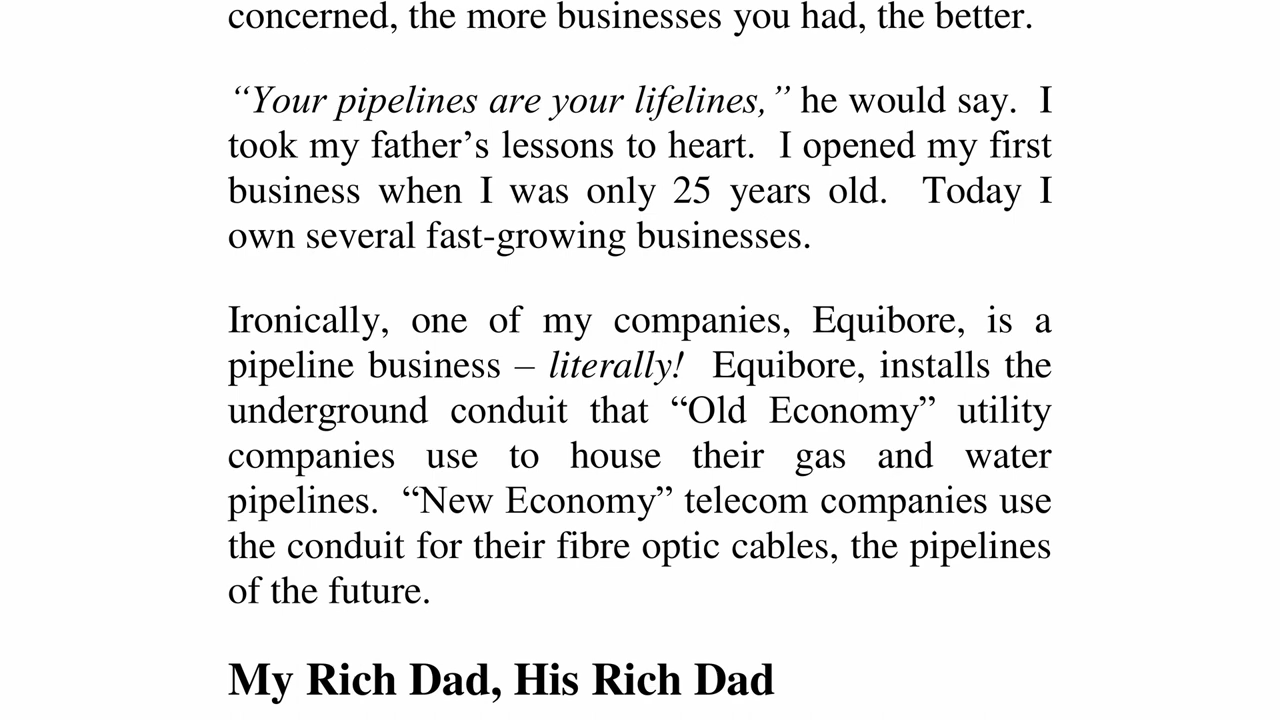 concerned, the more businesses you had, the better.
“Your pipelines are your lifelines,” he would say.  I
took my father’s lessons to heart.  I opened my first
business when I was only 25 years old.  Today I
own several fast-growing businesses.
Ironically, one of my companies, Equibore, is a
pipeline business – literally!  Equibore, installs the
underground conduit that “Old Economy” utility
companies use to house their gas and water
pipelines.  “New Economy” telecom companies use
the conduit for their fibre optic cables, the pipelines
of the future.
My Rich Dad, His Rich Dad